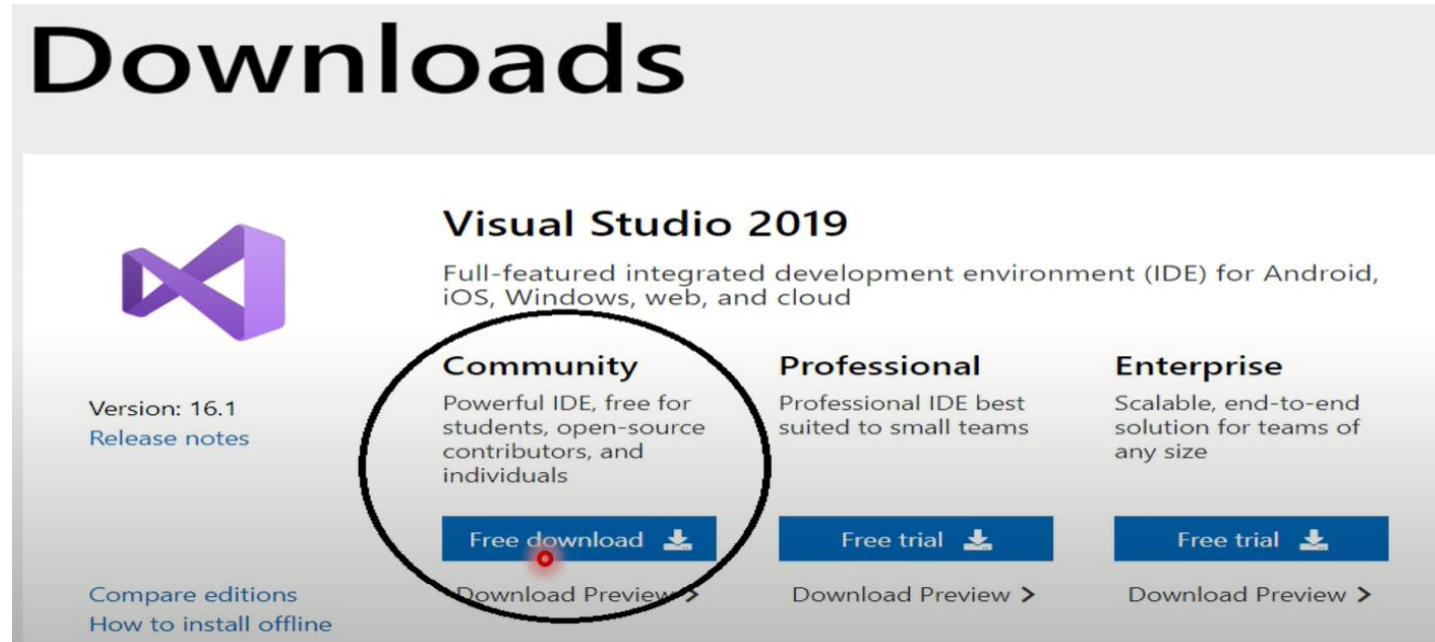 Downloads
Visual Studio 2019
Full-featured integrated development environment (IDE) for Android,
iOS, Windows, web, and cloud
Version: 16.1
Release notes
Compare editions
How to install offline
Community
Powerful IDE, free for
students, open-source
contributors, and
individuals
Free download
Download Preview >
Professional
Professional IDE best
suited to small teams
Free trial
Download Preview >
Enterprise
Scalable, end-to-end
solution for teams of
any size
Free trial
Download Preview >